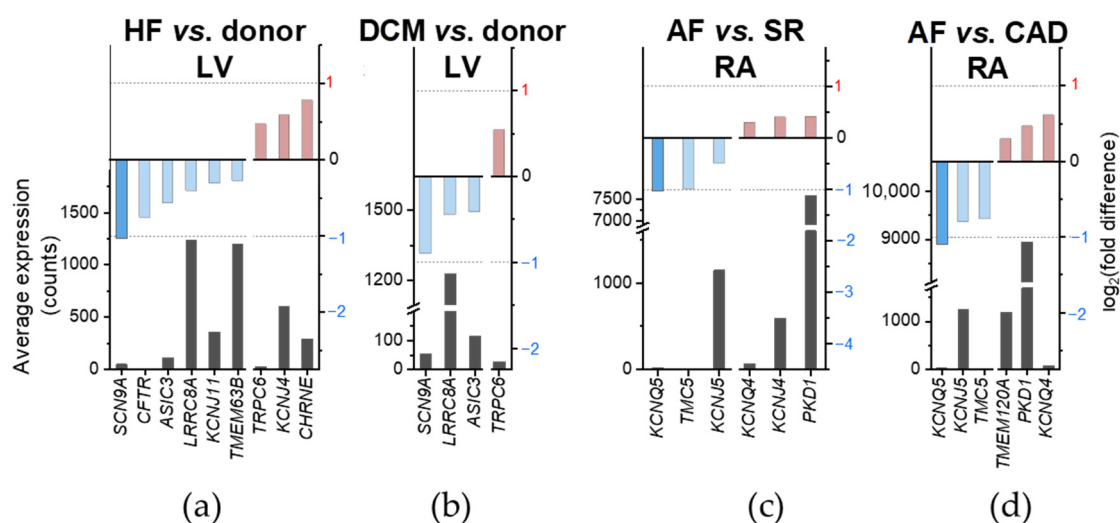 HF vs. donor
LV
DCM vs. donor
LV
AF vs. SR
RA
AF vs. CAD
RA
Average expression
(counts)
1500
1250
1000
500
0
1
0
−1
−2
SCN9A
CFTR
ASIC3
LRRC8A
KCNJ11
TMEM63B
TRPC6
KCNJ4
CHRNE
1500
1200
100
0
1
0
−1
−2
SCN9A
LRRC8A
ASIC3
TRPC6
7500
7000
1000
0
1
0
−1
−2
−3
−4
KCNQ5
TMC5
KCNJ5
KCNQ4
KCNJ4
PKD1
10,000
9000
1000
0
1
0
−1
−2
KCNQ5
KCNJ5
TMC5
TMEM120A
PKD1
KCNQ4
log2(fold difference)
(a)
(b)
(c)
(d)